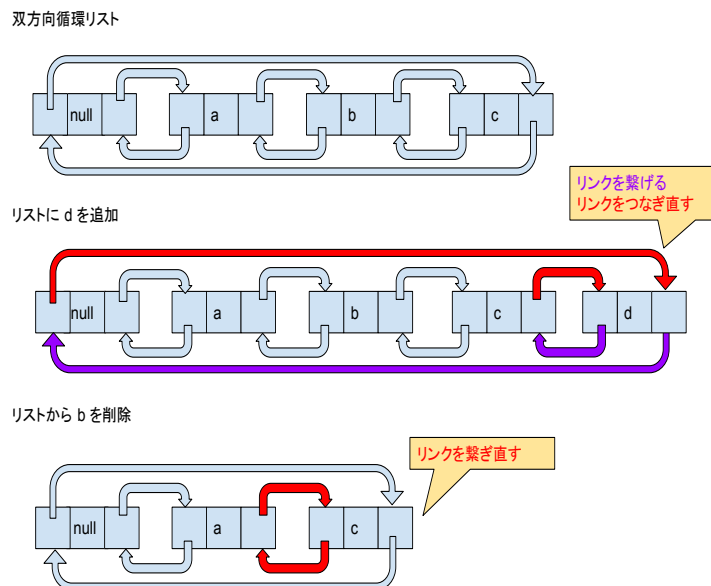 双方向循環リスト
null a b c
リンクを繋げる
リンクをつなぎ直す
リストに d を追加
null a b c d
リストから b を削除
リンクを繋ぎ直す
null a c